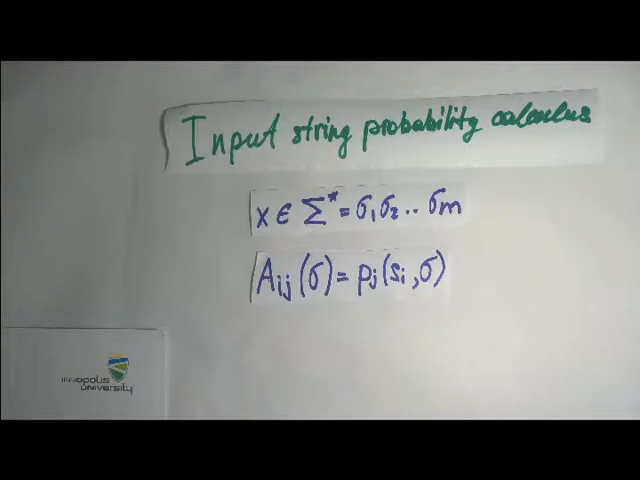 Input string probability calculus
x ∈ Σ* = σ₁σ₂..σm
Aij(σ) = pj(si,σ)
innopolis
university